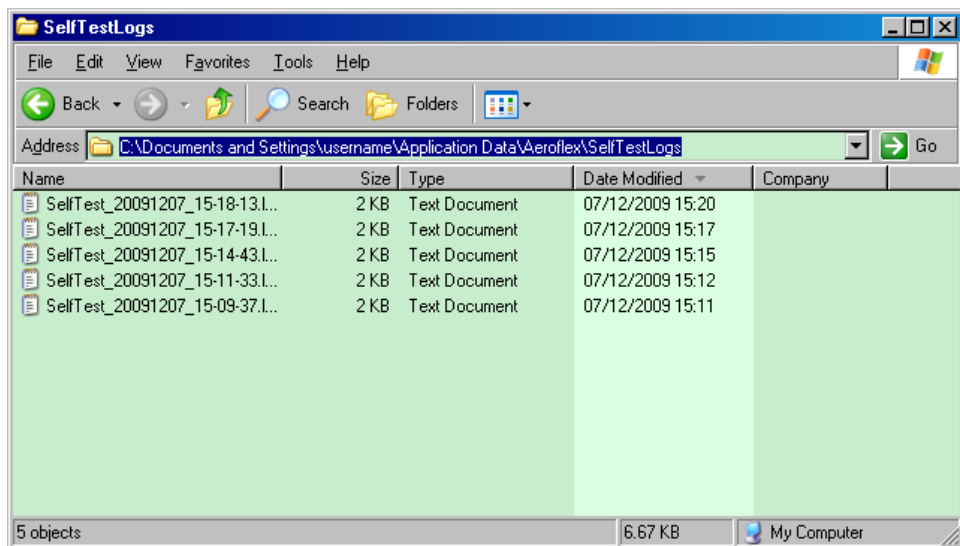 SelfTestLogs
File Edit View Favorites Tools Help
Back Search Folders
Address C:\Documents and Settings\username\Application Data\Aeroflex\SelfTestLogs Go
Name Size Type Date Modified Company
SelfTest_20091207_15-18-13.l... 2 KB Text Document 07/12/2009 15:20
SelfTest_20091207_15-17-19.l... 2 KB Text Document 07/12/2009 15:17
SelfTest_20091207_15-14-43.l... 2 KB Text Document 07/12/2009 15:15
SelfTest_20091207_15-11-33.l... 2 KB Text Document 07/12/2009 15:12
SelfTest_20091207_15-09-37.l... 2 KB Text Document 07/12/2009 15:11
5 objects 6.67 KB My Computer